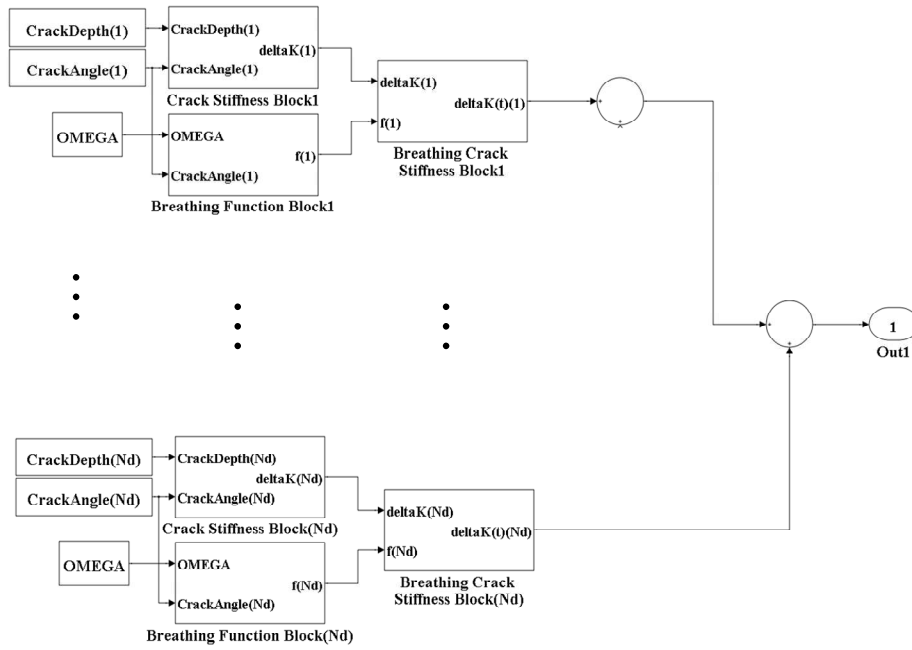 CrackDepth(1)
CrackAngle(1)
OMEGA
CrackDepth(1)
deltaK(1)
CrackAngle(1)
Crack Stiffness Block1
OMEGA
f(1)
CrackAngle(1)
Breathing Function Block1
deltaK(1)
deltaK(t)(1)
f(1)
Breathing Crack
Stiffness Block1
1
Out1
CrackDepth(Nd)
CrackAngle(Nd)
OMEGA
CrackDepth(Nd)
deltaK(Nd)
CrackAngle(Nd)
Crack Stiffness Block(Nd)
OMEGA
f(Nd)
CrackAngle(Nd)
Breathing Function Block(Nd)
deltaK(Nd)
deltaK(t)(Nd)
f(Nd)
Breathing Crack
Stiffness Block(Nd)